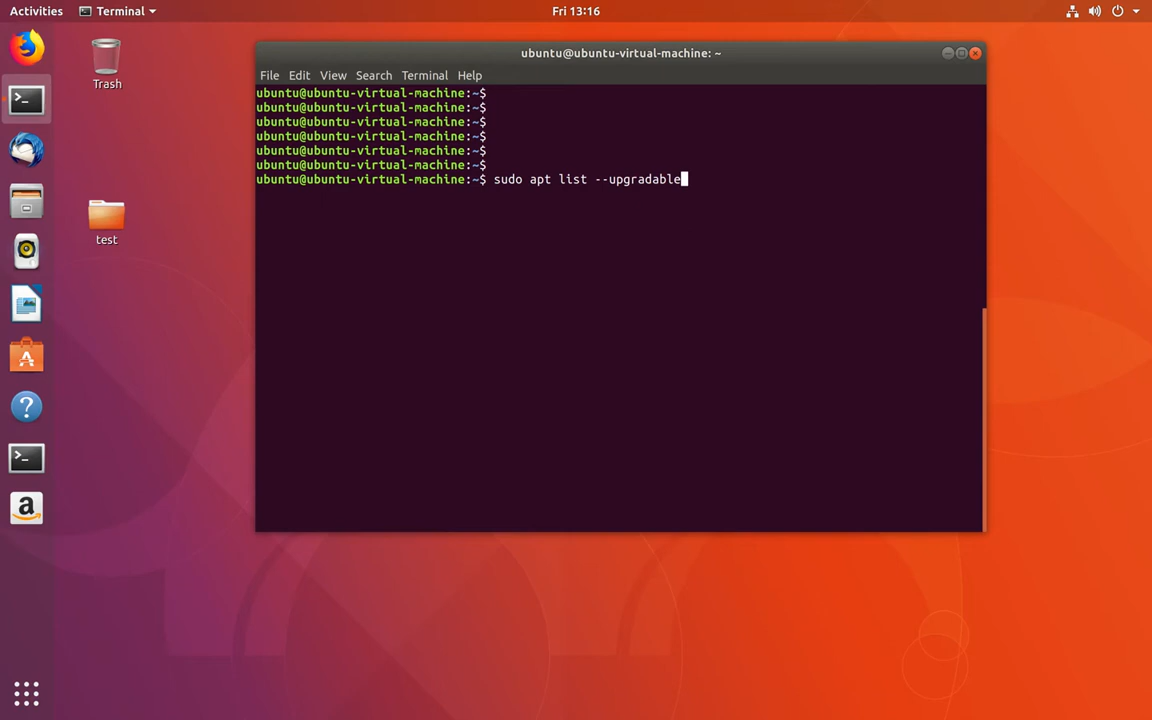 Activities
Terminal
Fri 13:16
Trash
test
ubuntu@ubuntu-virtual-machine: ~
File Edit View Search Terminal Help
ubuntu@ubuntu-virtual-machine:~$
ubuntu@ubuntu-virtual-machine:~$
ubuntu@ubuntu-virtual-machine:~$
ubuntu@ubuntu-virtual-machine:~$
ubuntu@ubuntu-virtual-machine:~$
ubuntu@ubuntu-virtual-machine:~$
ubuntu@ubuntu-virtual-machine:~$ sudo apt list --upgradable